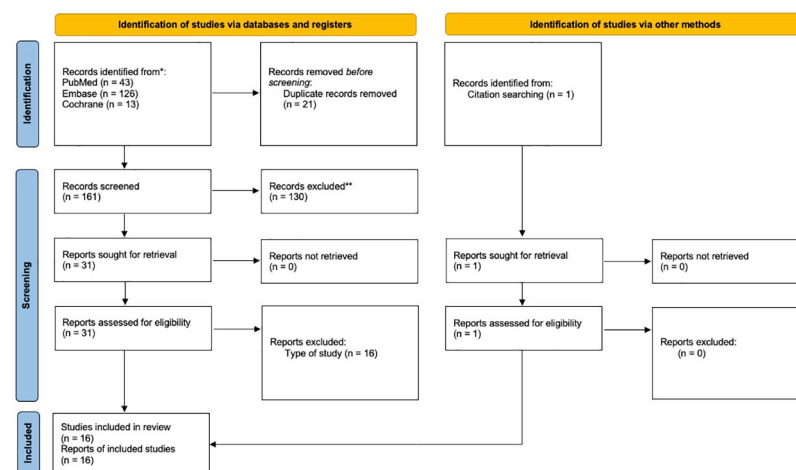 Identification of studies via databases and registers
Identification of studies via other methods
Identification
Records identified from*:
PubMed (n = 43)
Embase (n = 126)
Cochrane (n = 13)
Records removed before
screening:
Duplicate records removed
(n = 21)
Records identified from:
Citation searching (n = 1)
Screening
Records screened
(n = 161)
Records excluded**
(n = 130)
Reports sought for retrieval
(n = 31)
Reports not retrieved
(n = 0)
Reports sought for retrieval
(n = 1)
Reports not retrieved
(n = 0)
Reports assessed for eligibility
(n = 31)
Reports excluded:
Type of study (n = 16)
Reports assessed for eligibility
(n = 1)
Reports excluded:
(n = 0)
Included
Studies included in review
(n = 16)
Reports of included studies
(n = 16)